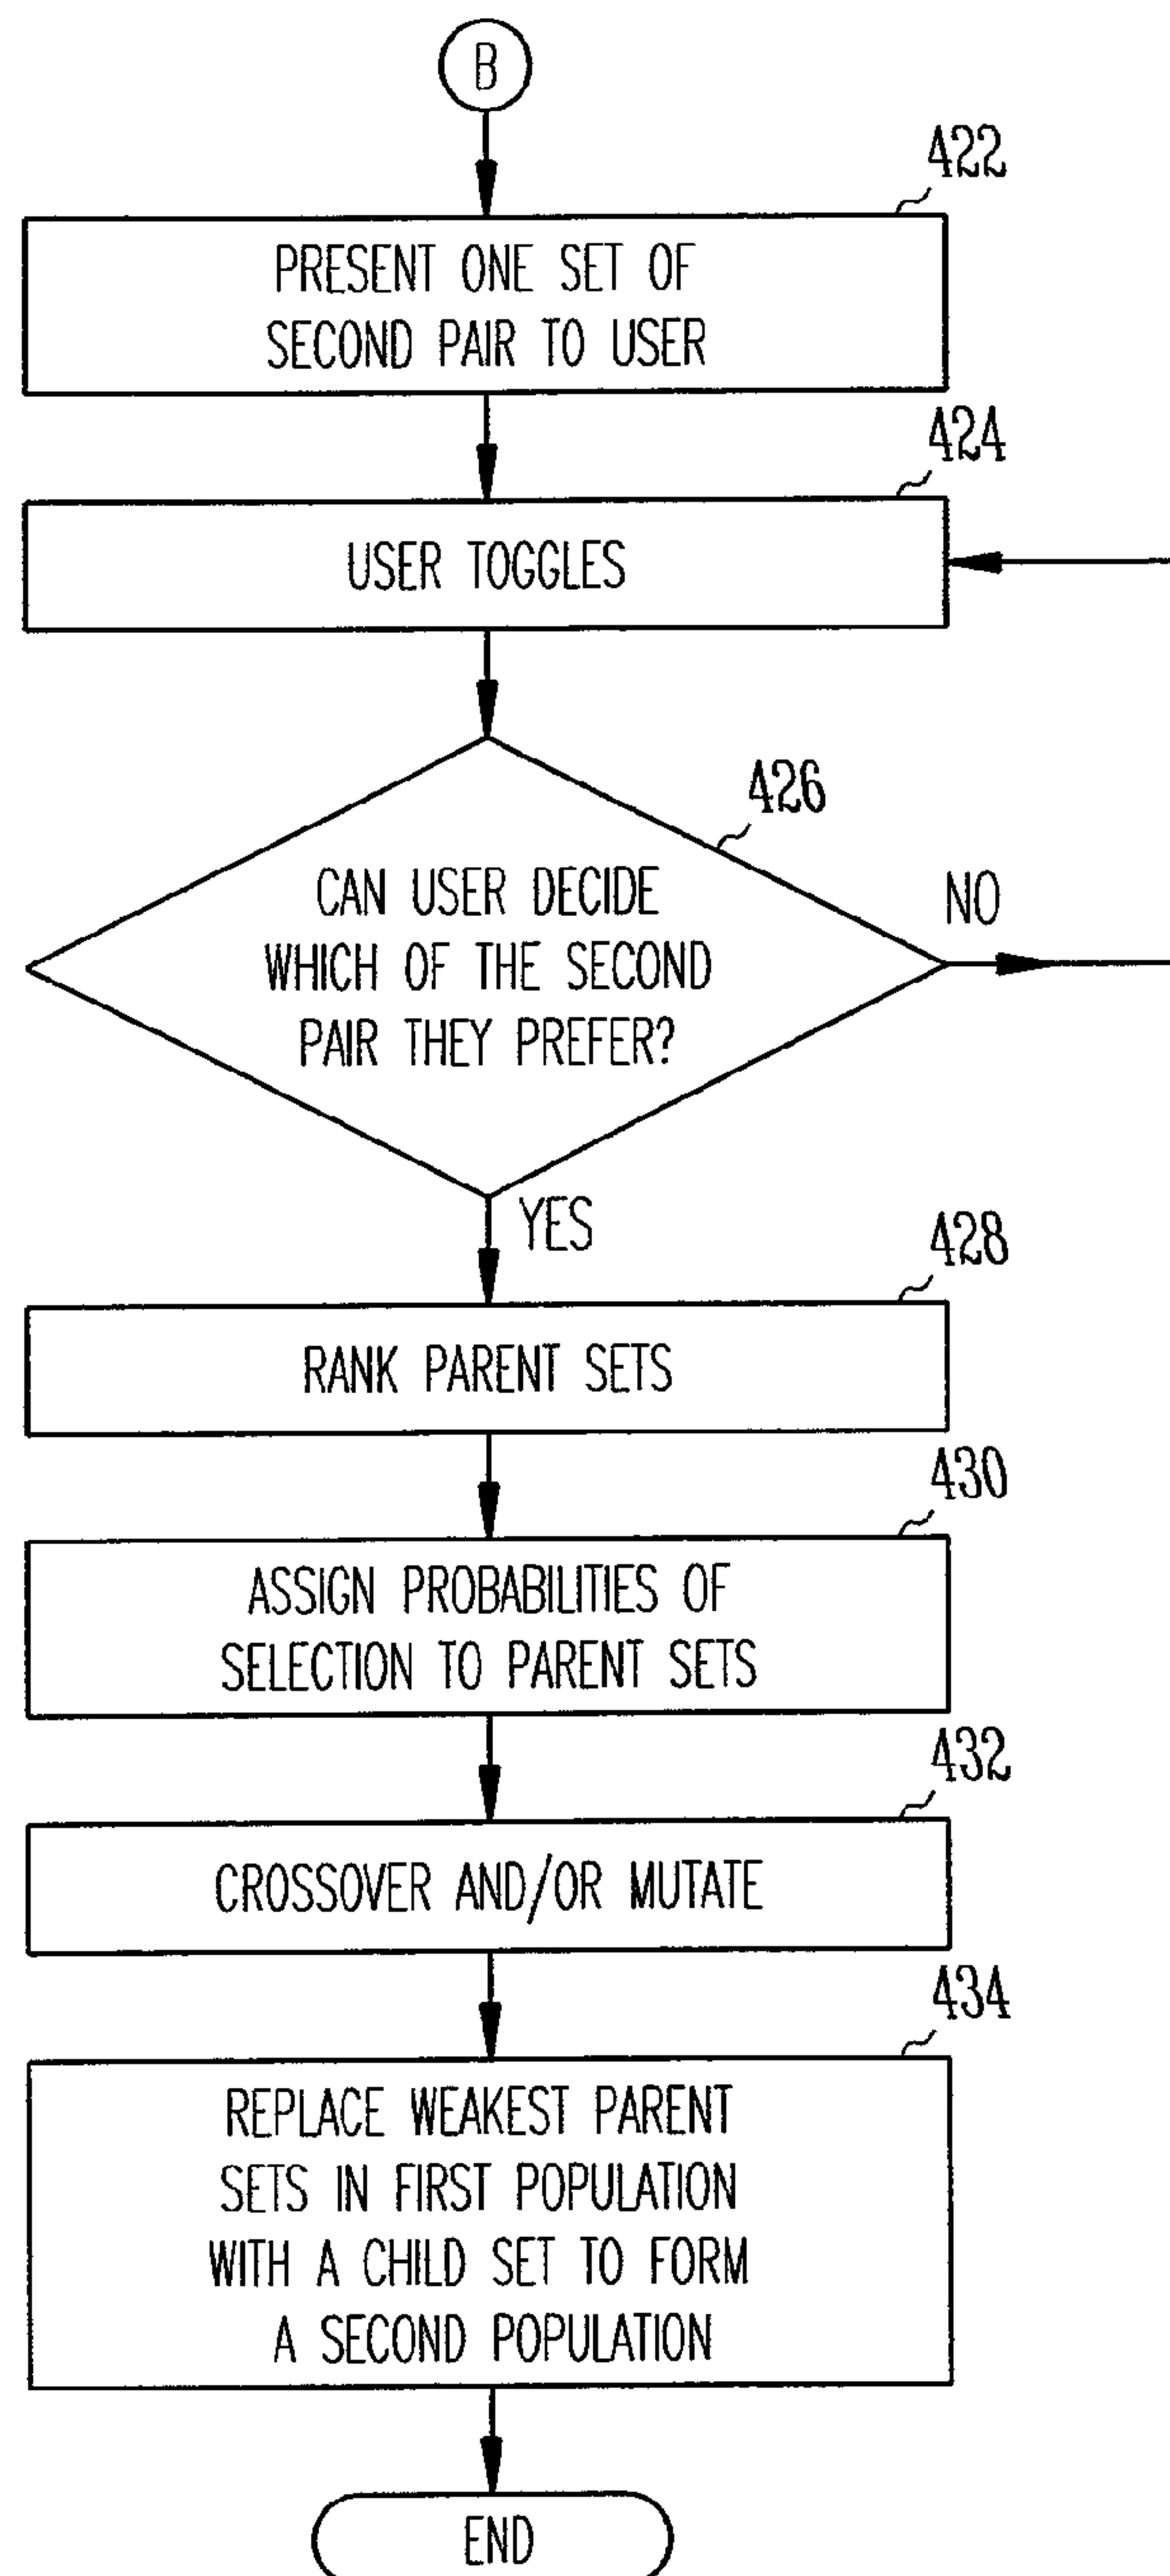 B
422
PRESENT ONE SET OF
SECOND PAIR TO USER
424
USER TOGGLES
426
CAN USER DECIDE
WHICH OF THE SECOND
PAIR THEY PREFER?
NO
YES
428
RANK PARENT SETS
430
ASSIGN PROBABILITIES OF
SELECTION TO PARENT SETS
432
CROSSOVER AND/OR MUTATE
434
REPLACE WEAKEST PARENT
SETS IN FIRST POPULATION
WITH A CHILD SET TO FORM
A SECOND POPULATION
END